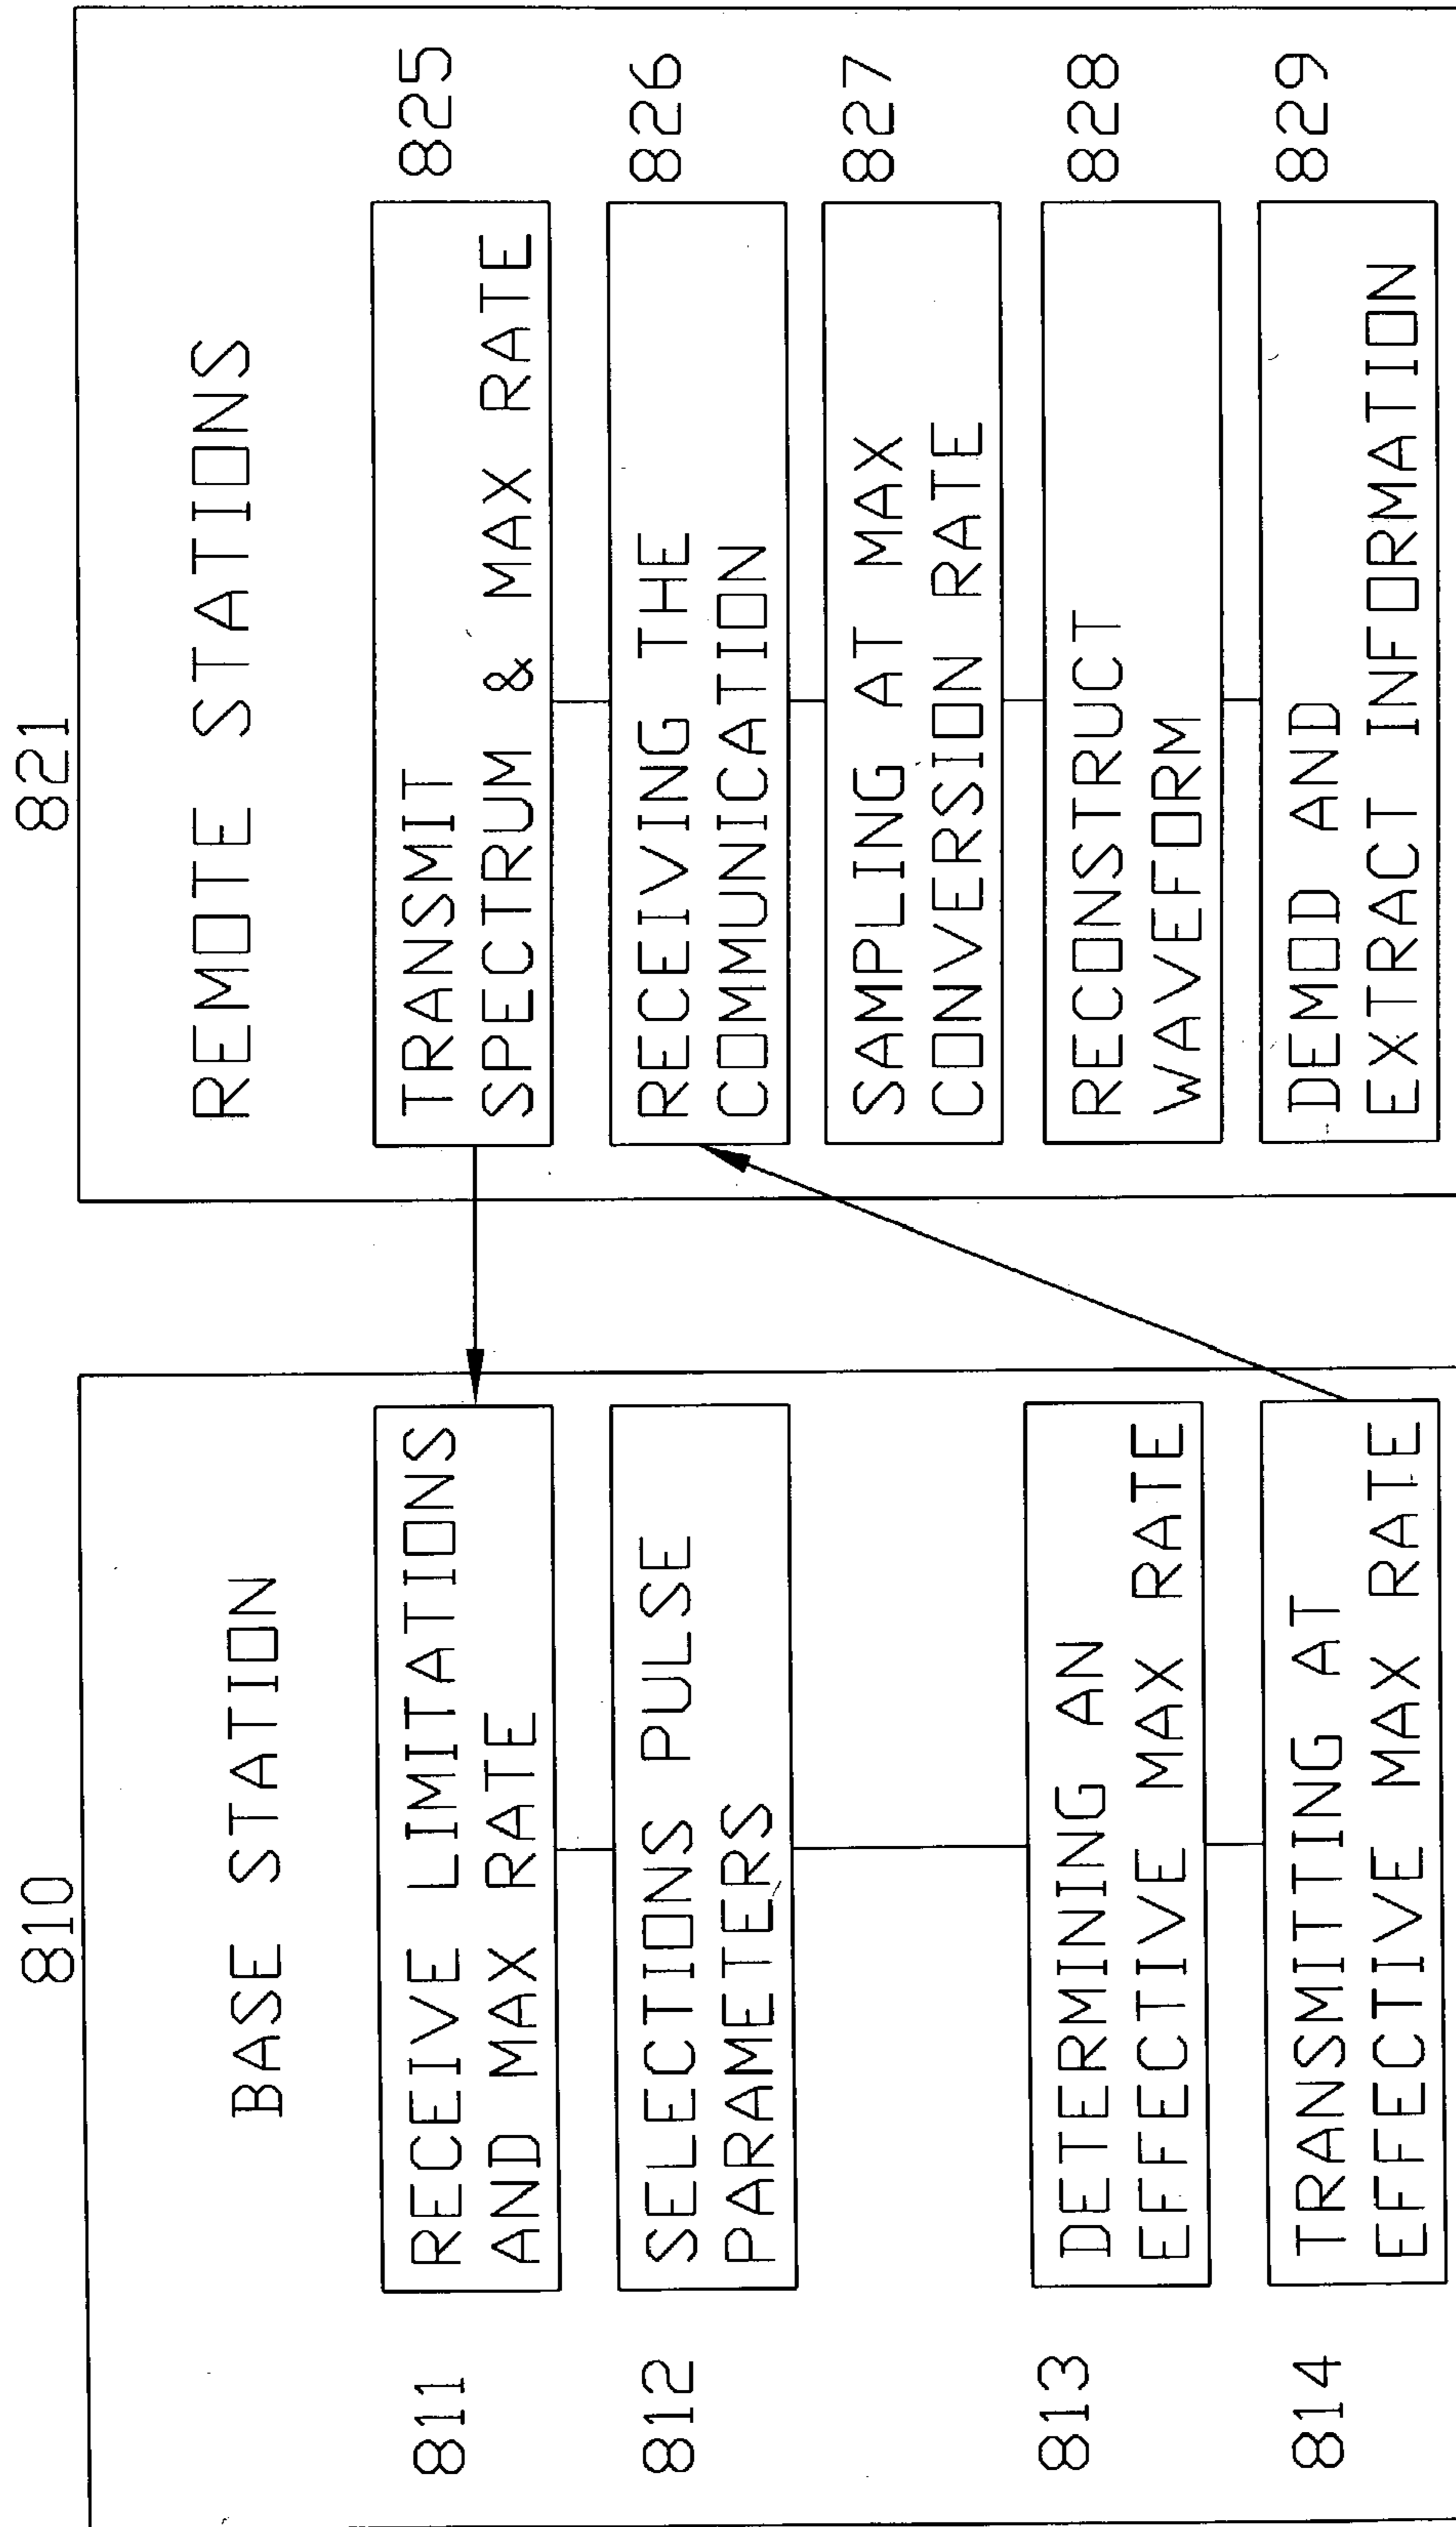 810
BASE STATION
811
RECEIVE LIMITATIONS
AND MAX RATE
812
SELECTIONS PULSE
PARAMETERS
813
DETERMINING AN
EFFECTIVE MAX RATE
814
TRANSMITTING AT
EFFECTIVE MAX RATE
821
REMOTE STATIONS
TRANSMIT
SPECTRUM & MAX RATE
825
RECEIVING THE
COMMUNICATION
826
SAMPLING AT MAX
CONVERSION RATE
827
RECONSTRUCT
WAVEFORM
828
DEMOD AND
EXTRACT INFORMATION
829